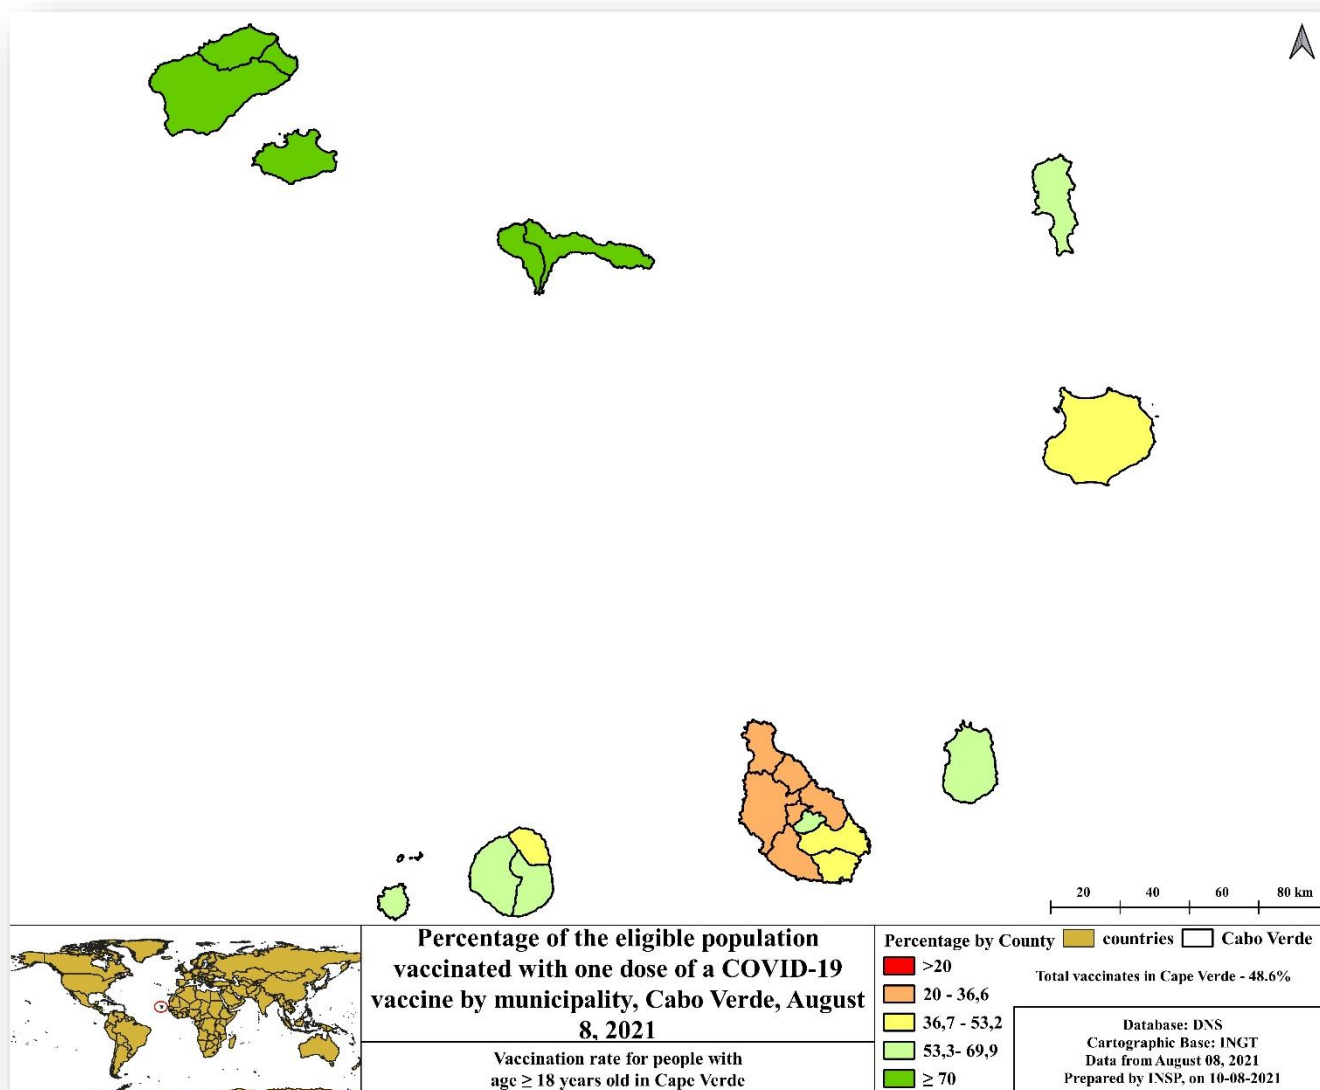 20 40 60 80 km
Percentage of the eligible population
vaccinated with one dose of a COVID-19
vaccine by municipality, Cabo Verde, August
8, 2021
Vaccination rate for people with
age ≥ 18 years old in Cape Verde
Percentage by County
>20
20 - 36,6
36,7 - 53,2
53,3- 69,9
≥ 70
countries
Cabo Verde
Total vaccinates in Cape Verde - 48.6%
Database: DNS
Cartographic Base: INGT
Data from August 08, 2021
Prepared by INSP, on 10-08-2021